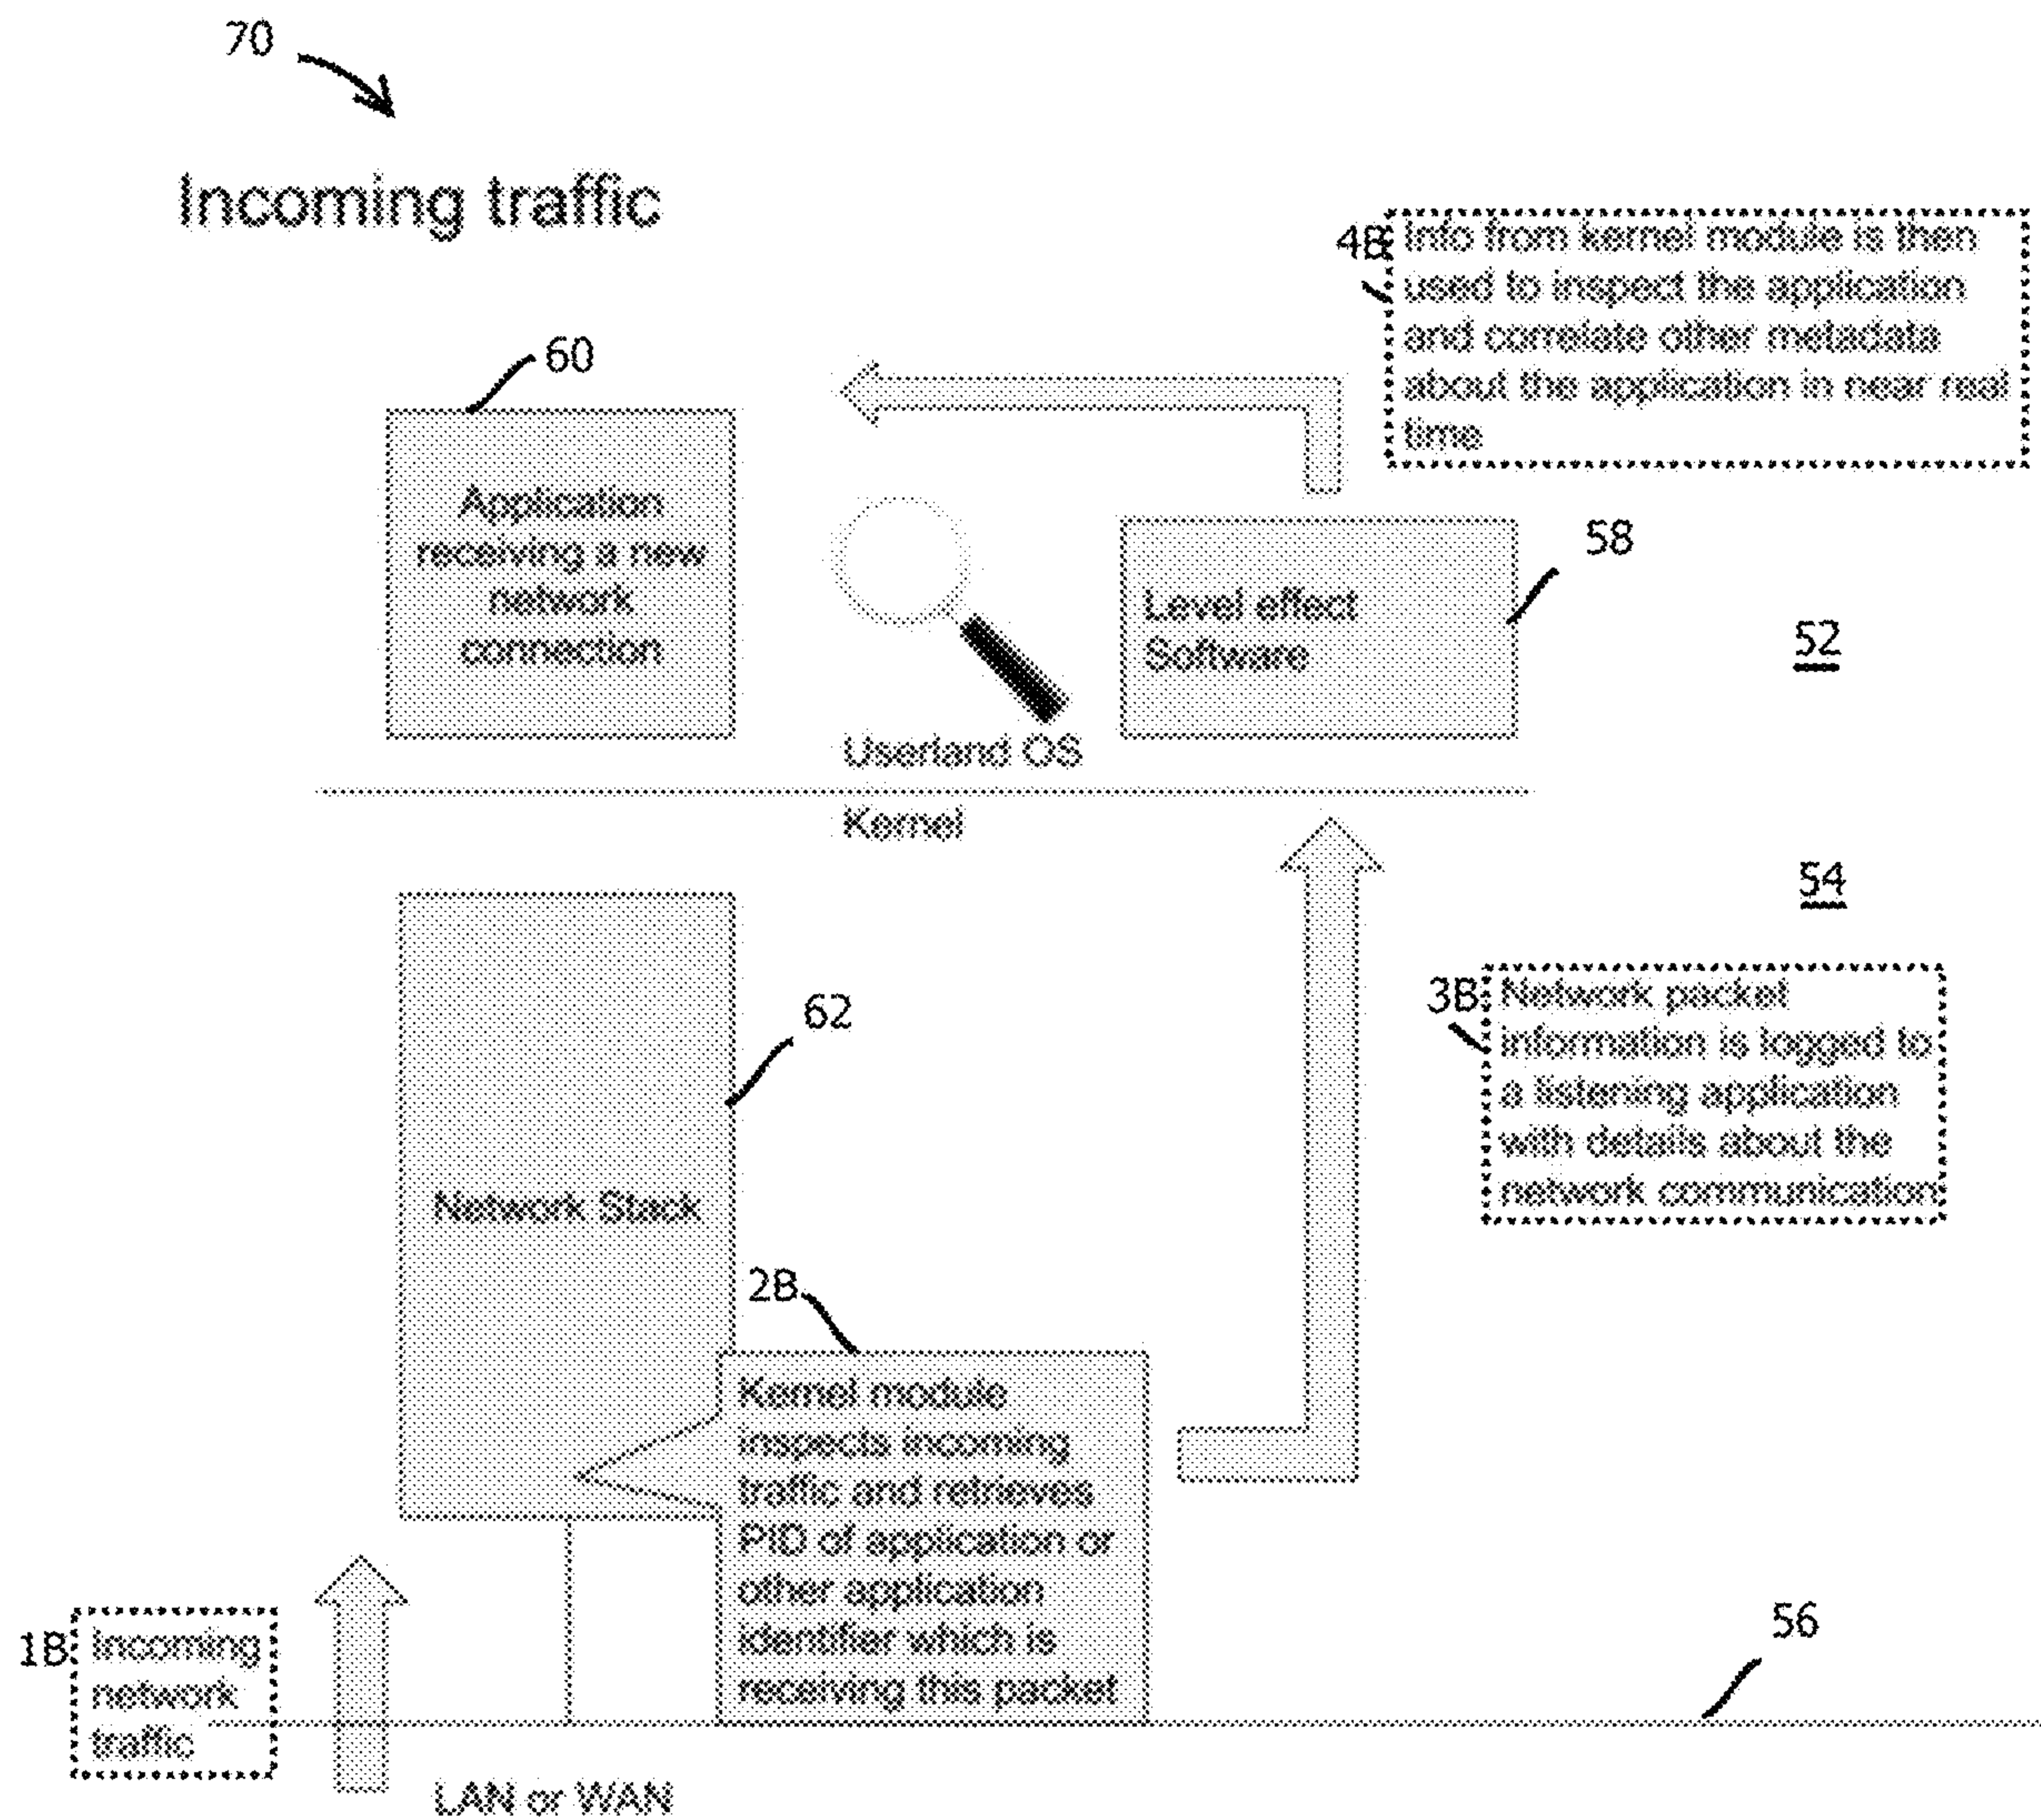 70
Incoming traffic
4B
Info from kernel module is then
used to inspect the application
and correlate other metadata
about the application in near real
time
60
Application
receiving a new
network
connection
58
Level effect
Software
52
Userland OS
Kernel
54
62
3B
Network packet
information is logged to
a listening application
with details about the
network communication
Network Stack
2B
Kernel module
inspects incoming
traffic and retrieves
PID of application or
other application
identifier which is
receiving this packet
1B
Incoming
network
traffic
56
LAN or WAN